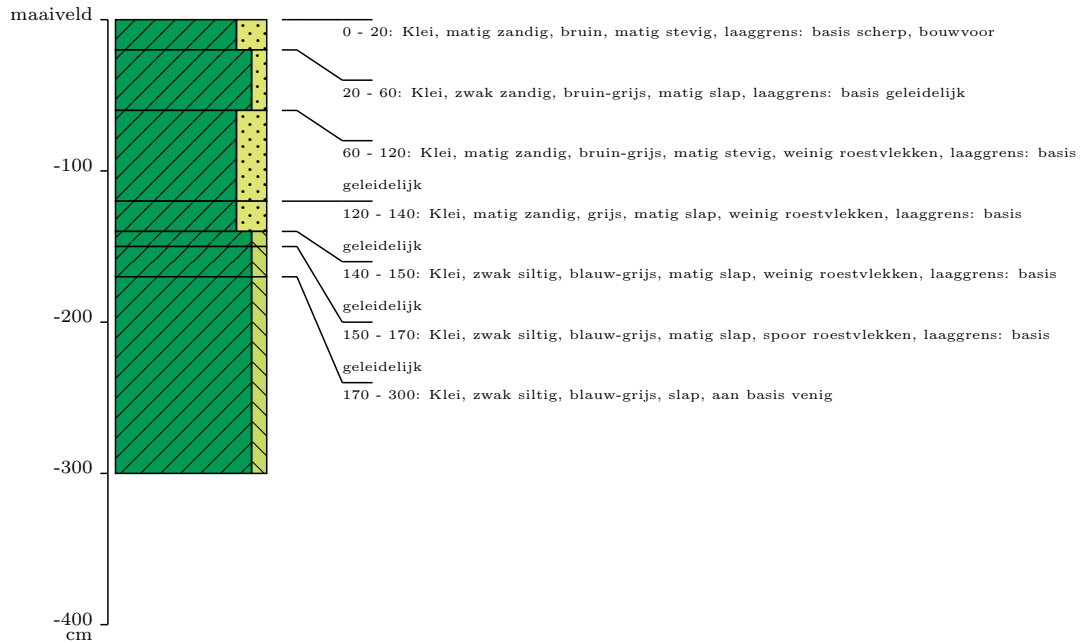 maaiveld
0 - 20: Klei, matig zandig, bruin, matig stevig, laaggrens: basis scherp, bouwvoor
20 - 60: Klei, zwak zandig, bruin-grijs, matig slap, laaggrens: basis geleidelijk
60 - 120: Klei, matig zandig, bruin-grijs, matig stevig, weinig roestvlekken, laaggrens: basis
geleidelijk
-100
120 - 140: Klei, matig zandig, grijs, matig slap, weinig roestvlekken, laaggrens: basis
geleidelijk
140 - 150: Klei, zwak siltig, blauw-grijs, matig slap, weinig roestvlekken, laaggrens: basis
geleidelijk
-200
150 - 170: Klei, zwak siltig, blauw-grijs, matig slap, spoor roestvlekken, laaggrens: basis
geleidelijk
170 - 300: Klei, zwak siltig, blauw-grijs, slap, aan basis venig
-300
-400
cm